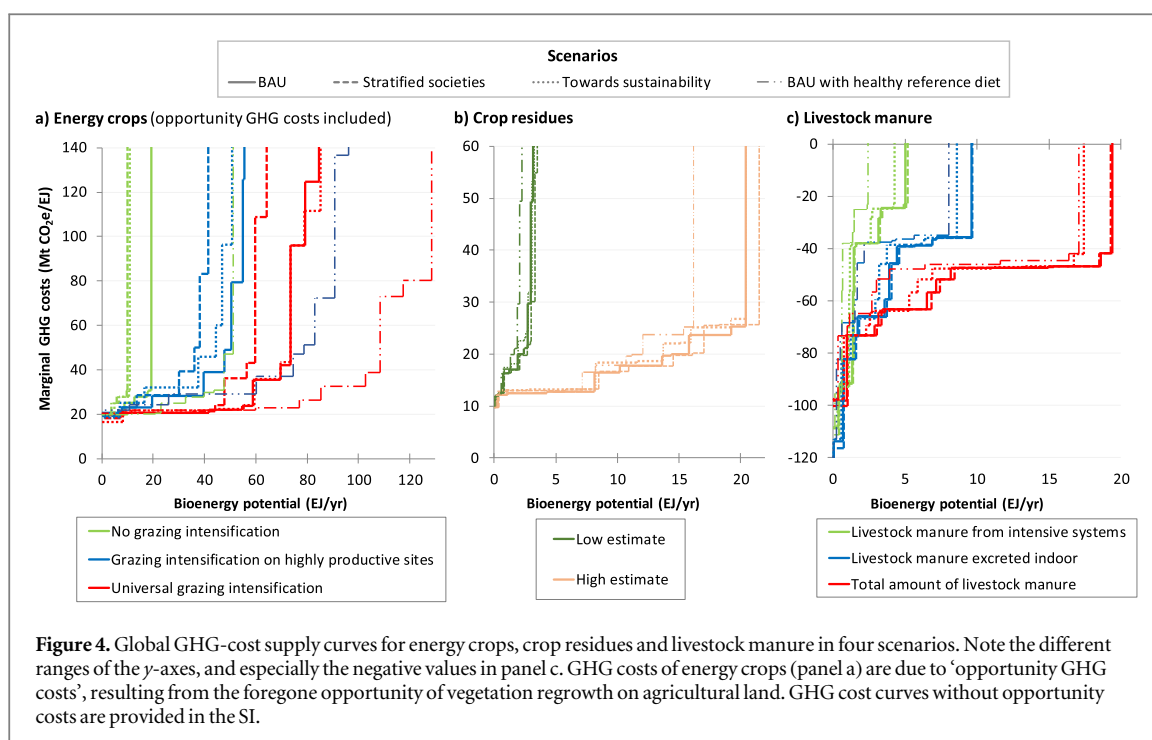 Scenarios
BAU
Stratified societies
Towards sustainability
BAU with healthy reference diet
a) Energy crops (opportunity GHG costs included)
Marginal GHG costs (Mt CO₂e/EJ)
140
120
100
80
60
40
20
0
0 20 40 60 80 100 120
Bioenergy potential (EJ/yr)
No grazing intensification
Grazing intensification on highly productive sites
Universal grazing intensification
b) Crop residues
60
50
40
30
20
10
0
0 5 10 15 20
Bioenergy potential (EJ/yr)
Low estimate
High estimate
c) Livestock manure
0
-20
-40
-60
-80
-100
-120
0 5 10 15 20
Bioenergy potential (EJ/yr)
Livestock manure from intensive systems
Livestock manure excreted indoor
Total amount of livestock manure
Figure 4. Global GHG-cost supply curves for energy crops, crop residues and livestock manure in four scenarios. Note the different
ranges of the y-axes, and especially the negative values in panel c. GHG costs of energy crops (panel a) are due to ‘opportunity GHG
costs’, resulting from the foregone opportunity of vegetation regrowth on agricultural land. GHG cost curves without opportunity
costs are provided in the SI.